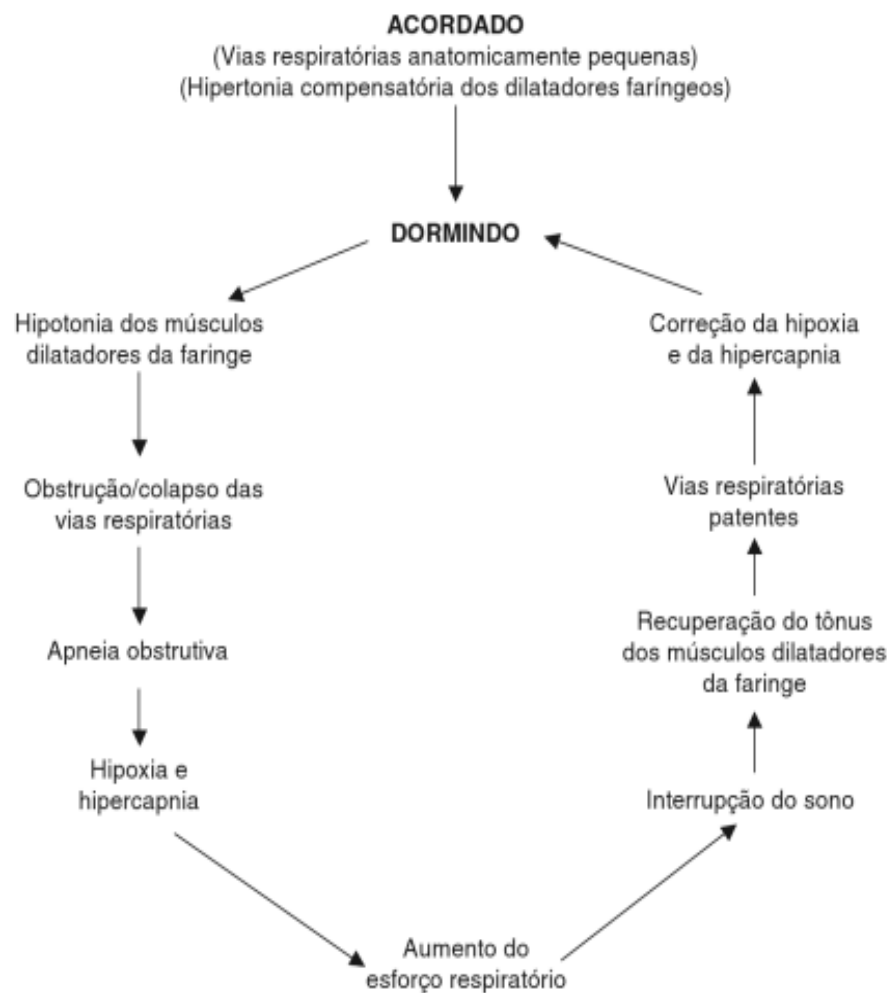 ACORDADO
(Vias respiratórias anatomicamente pequenas)
(Hipertonia compensatória dos dilatadores faríngeos)
DORMINDO
Hipotonia dos músculos
dilatadores da faringe
Obstrução/colapso das
vias respiratórias
Apneia obstrutiva
Hipoxia e
hipercapnia
Aumento do
esforço respiratório
Interrupção do sono
Recuperação do tônus
dos músculos dilatadores
da faringe
Vias respiratórias
patentes
Correção da hipoxia
e da hipercapnia